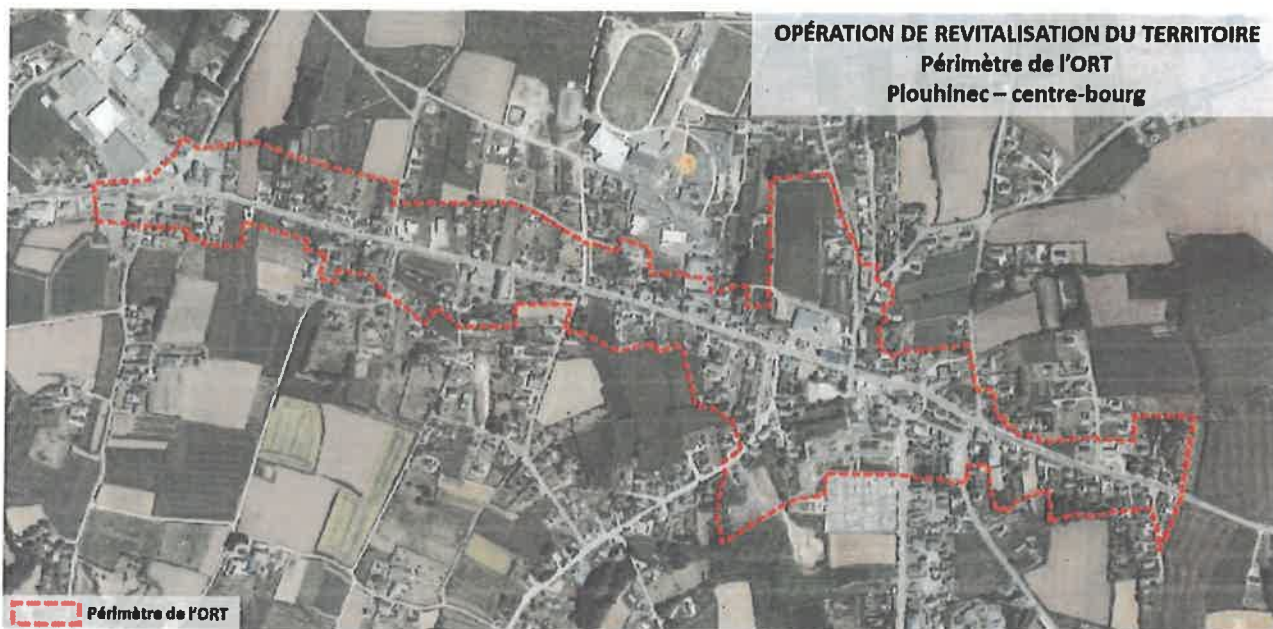 OPÉRATION DE REVITALISATION DU TERRITOIRE
Périmètre de l'ORT
Plouhinec – centre-bourg
Périmètre de l'ORT